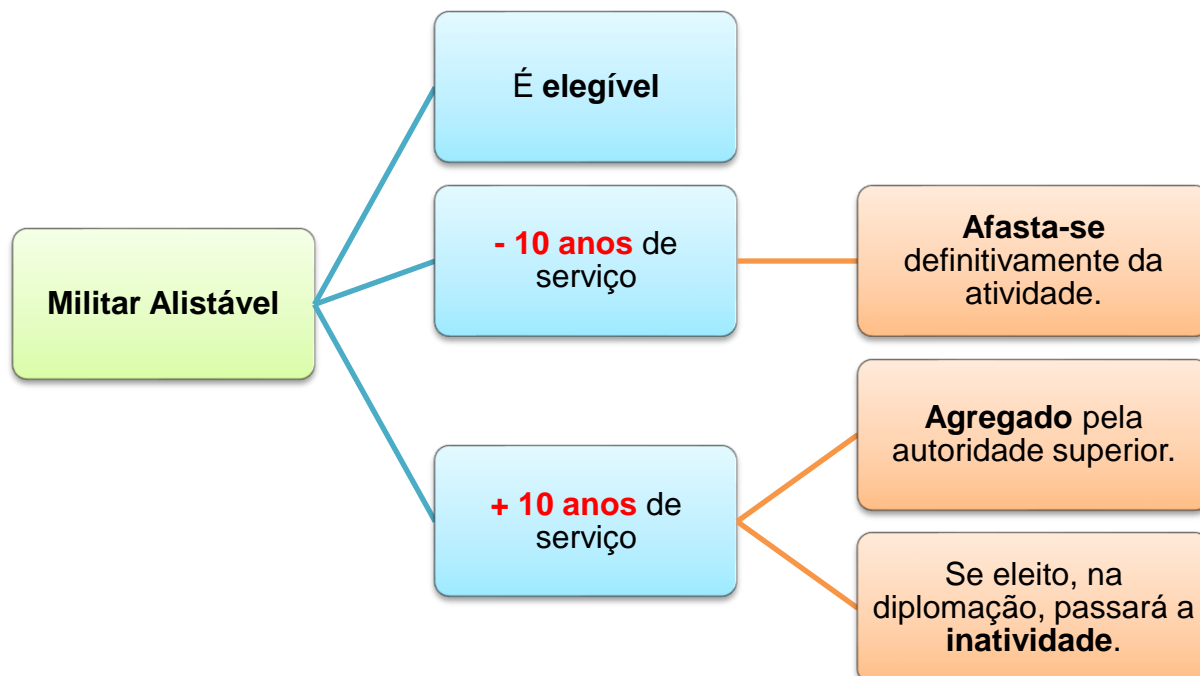 É elegível
Militar Alistável
- 10 anos de
serviço
Afasta-se
definitivamente da
atividade.
+ 10 anos de
serviço
Agregado pela
autoridade superior.
Se eleito, na
diplomação, passará a
inatividade.